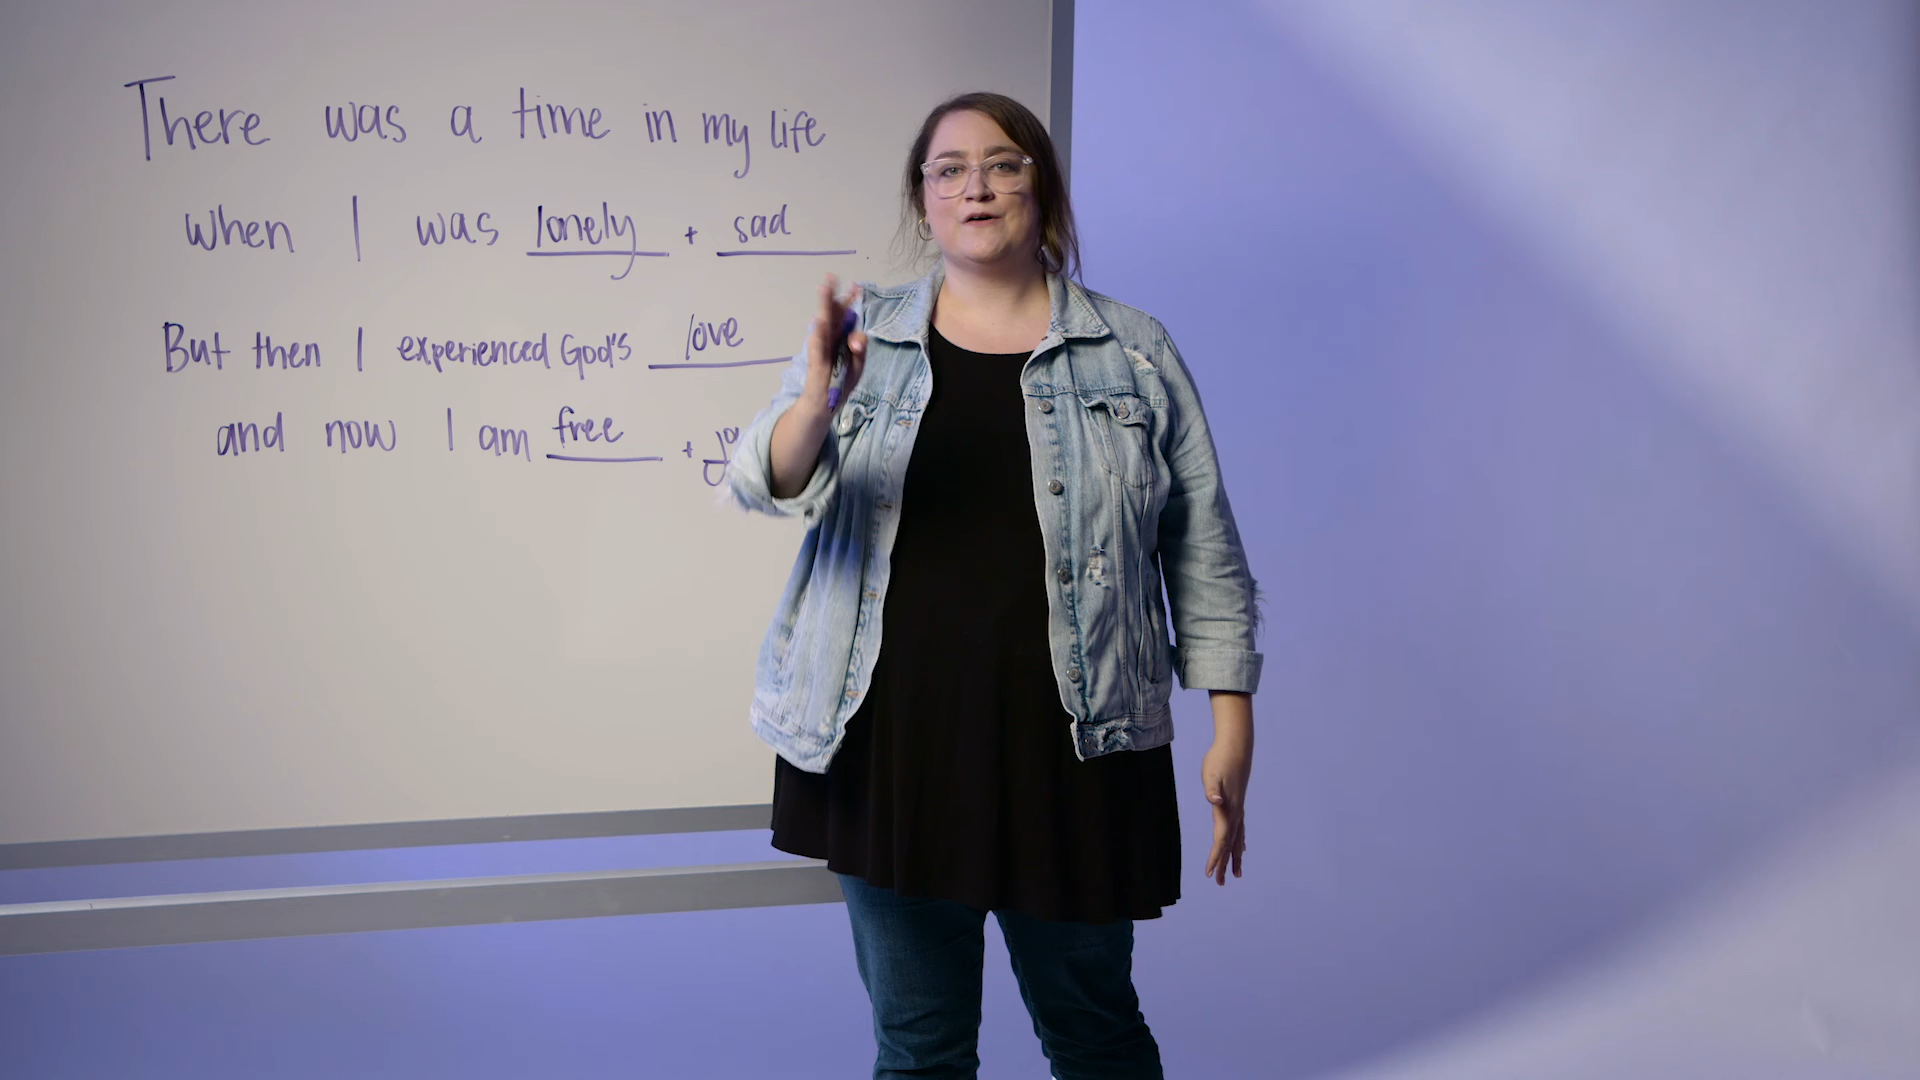 There was a time in my life
when I was lonely + sad
But then I experienced God's love
and now I am free +